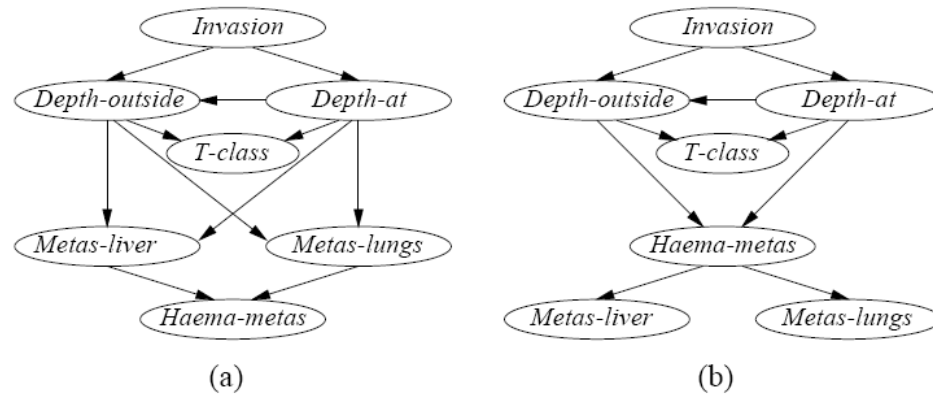 Invasion
Depth-outside
Depth-at
T-class
Metas-liver
Metas-lungs
Haema-metas
(a)
Invasion
Depth-outside
Depth-at
T-class
Haema-metas
Metas-liver
Metas-lungs
(b)